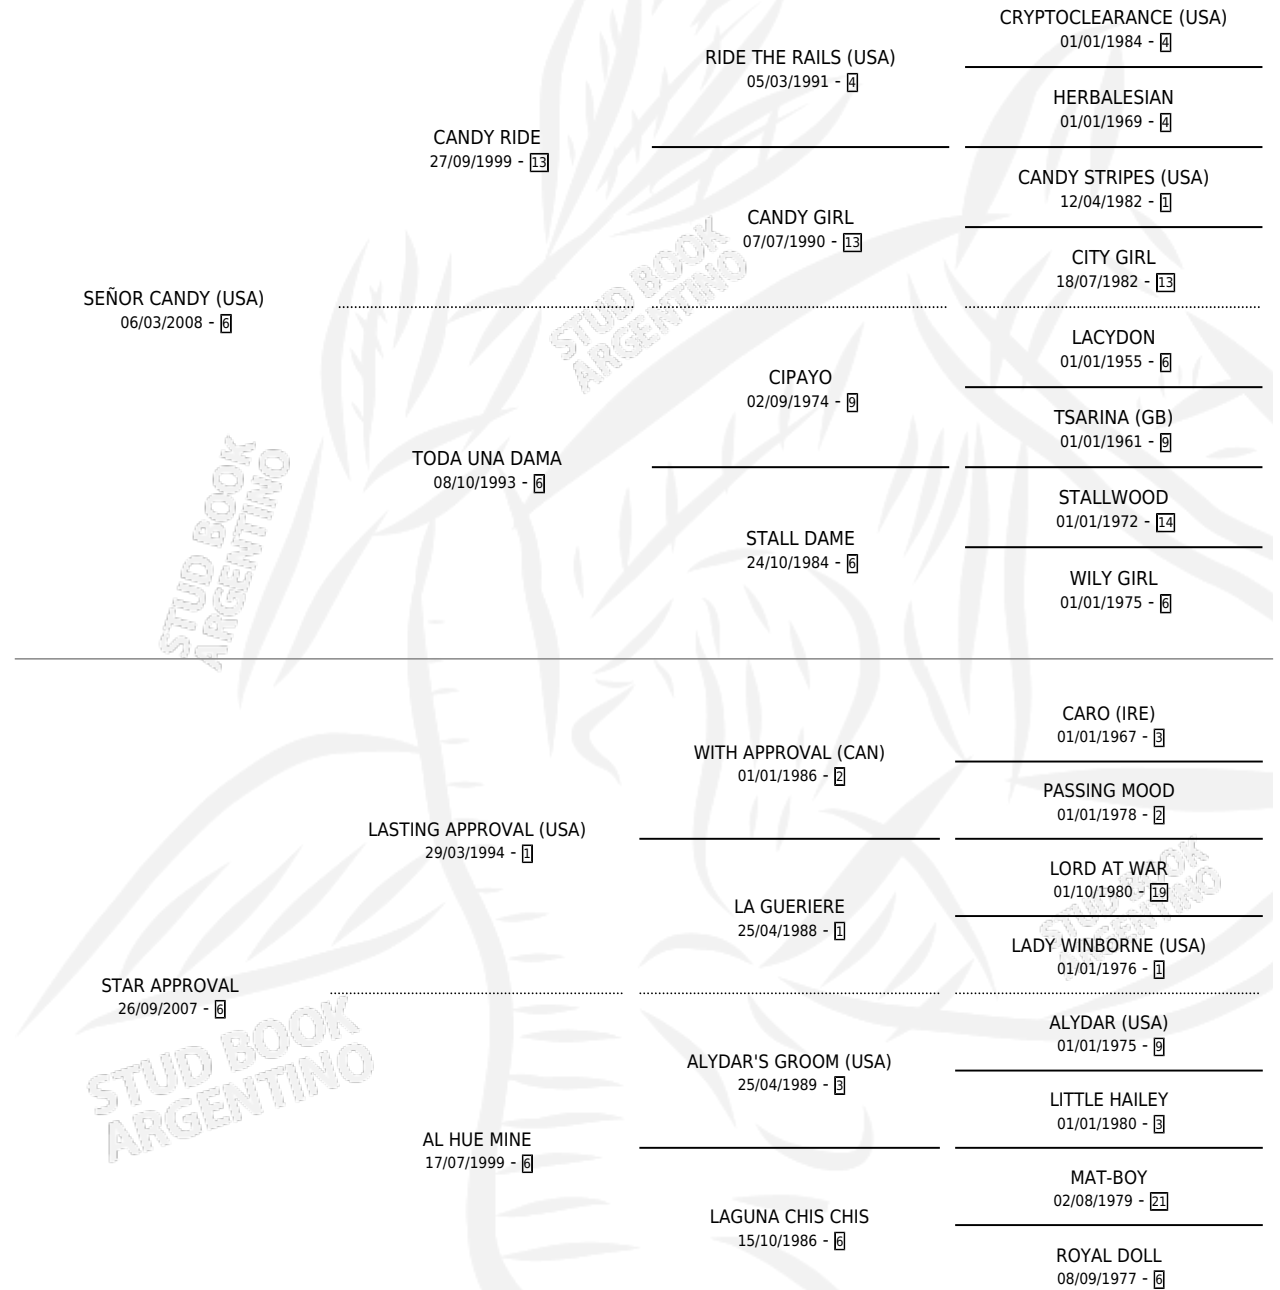 CRYPTOCLEARANCE (USA)
01/01/1984 - 4
RIDE THE RAILS (USA)
05/03/1991 - 4
HERBALESIAN
01/01/1969 - 4
CANDY RIDE
27/09/1999 - 13
CANDY STRIPES (USA)
12/04/1982 - 1
CANDY GIRL
07/07/1990 - 13
CITY GIRL
18/07/1982 - 13
SEÑOR CANDY (USA)
06/03/2008 - 6
LACYDON
01/01/1955 - 6
CIPAYO
02/09/1974 - 9
TSARINA (GB)
01/01/1961 - 9
TODA UNA DAMA
08/10/1993 - 6
STALLWOOD
01/01/1972 - 14
STALL DAME
24/10/1984 - 6
WILY GIRL
01/01/1975 - 6
CARO (IRE)
01/01/1967 - 3
WITH APPROVAL (CAN)
01/01/1986 - 2
PASSING MOOD
01/01/1978 - 2
LASTING APPROVAL (USA)
29/03/1994 - 1
LORD AT WAR
01/10/1980 - 19
LA GUERIERE
25/04/1988 - 1
LADY WINBORNE (USA)
01/01/1976 - 1
STAR APPROVAL
26/09/2007 - 6
ALYDAR (USA)
01/01/1975 - 9
ALYDAR'S GROOM (USA)
25/04/1989 - 3
LITTLE HAILEY
01/01/1980 - 3
AL HUE MINE
17/07/1999 - 6
MAT-BOY
02/08/1979 - 21
LAGUNA CHIS CHIS
15/10/1986 - 6
ROYAL DOLL
08/09/1977 - 6
STUD BOOK
ARGENTINO
STUD BOOK
ARGENTINO
STUD BOOK
ARGENTINO
STUD BOOK
ARGENTINO